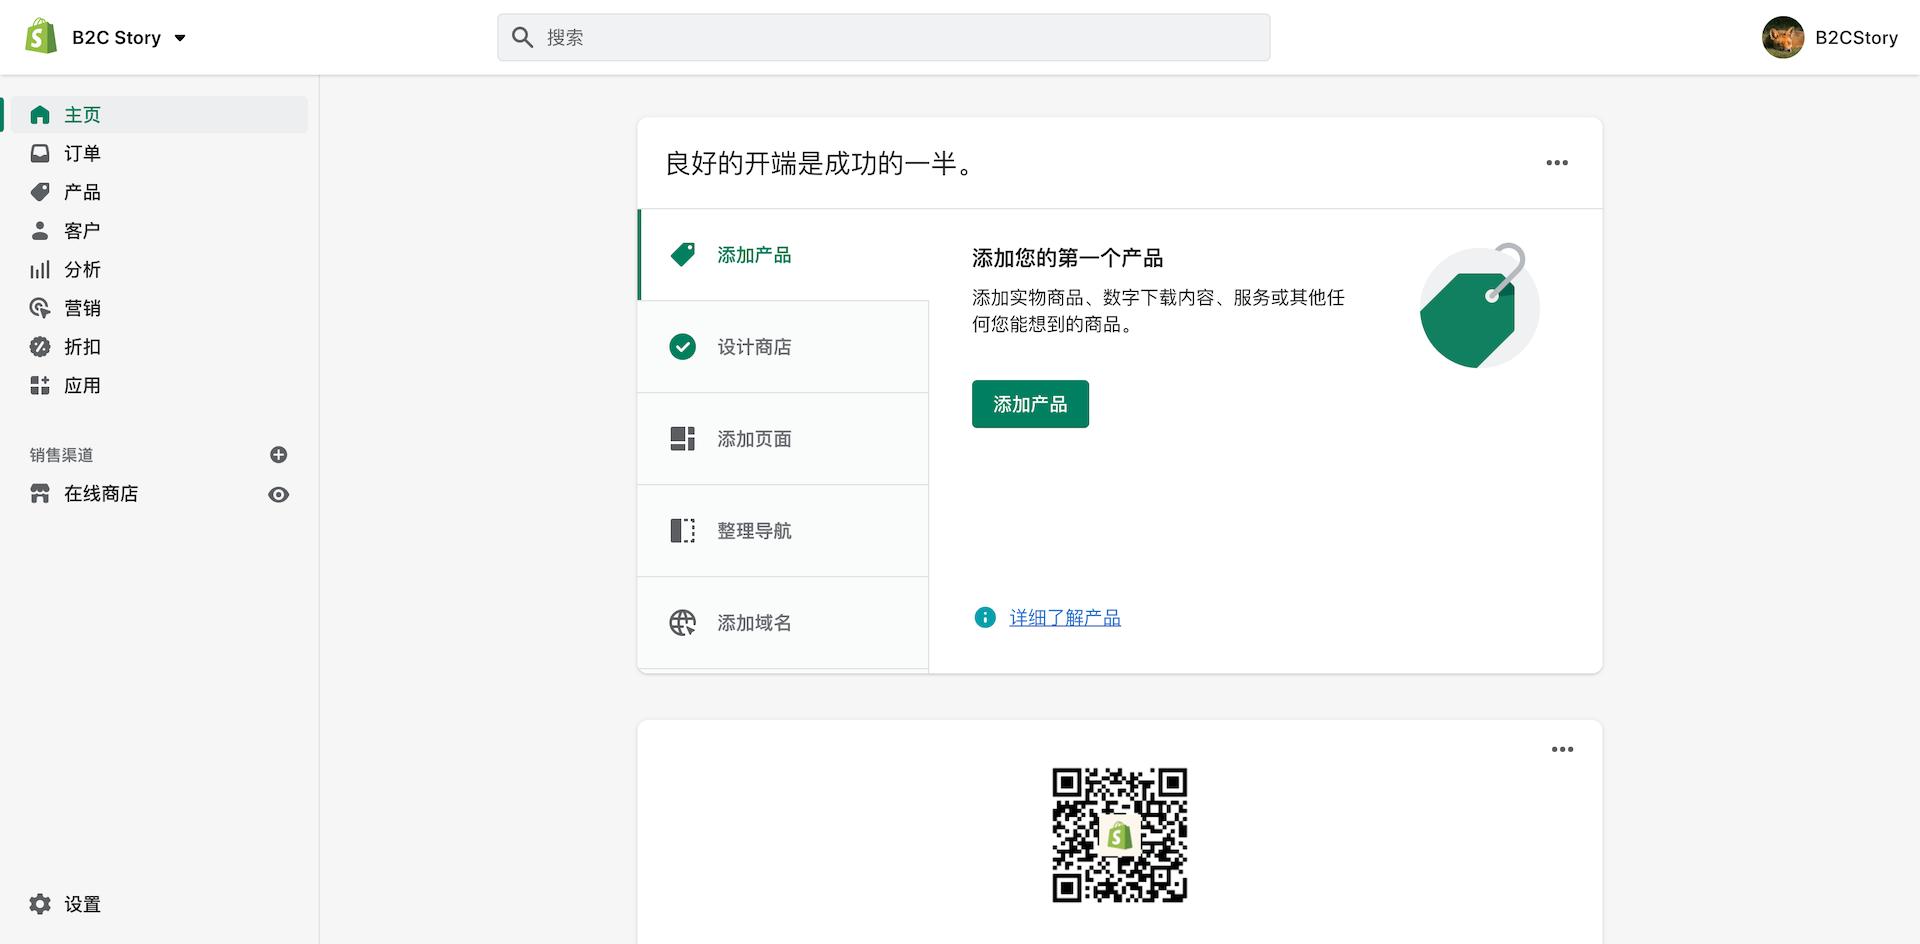 B2C Story
搜索
B2CStory
主页
订单
产品
客户
分析
营销
折扣
应用
销售渠道
在线商店
设置
良好的开端是成功的一半。
添加产品
设计商店
添加页面
整理导航
添加域名
添加您的第一个产品
添加实物商品、数字下载内容、服务或其他任
何您能想到的商品。
添加产品
详细了解产品